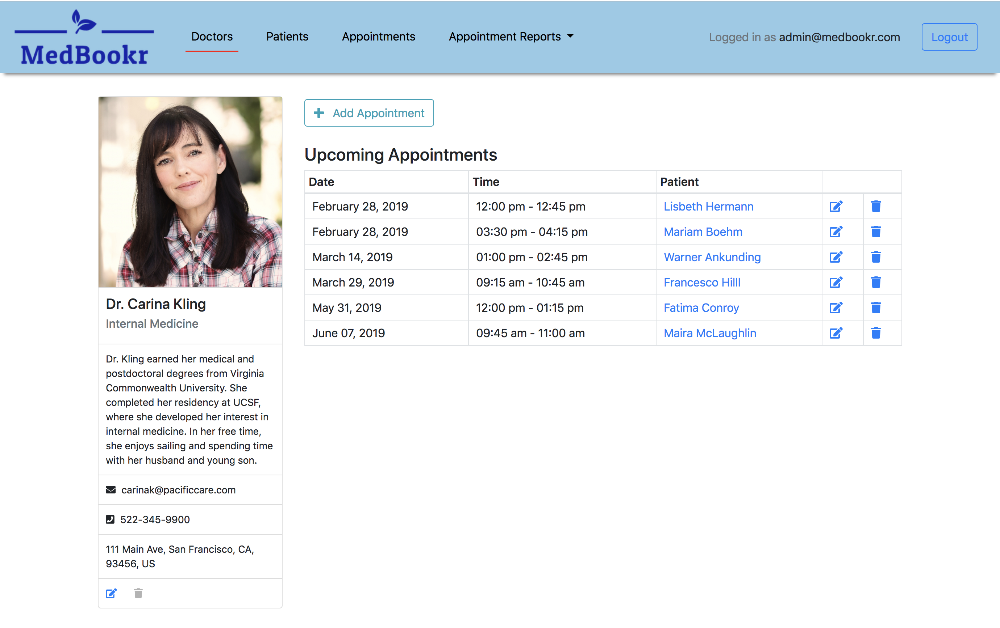 MedBookr
Doctors
Patients
Appointments
Appointment Reports
Logged in as admin@medbookr.com
Logout
Add Appointment
Upcoming Appointments
Date Time Patient
February 28, 2019 12:00 pm - 12:45 pm Lisbeth Hermann
February 28, 2019 03:30 pm - 04:15 pm Mariam Boehm
March 14, 2019 01:00 pm - 02:45 pm Warner Ankunding
March 29, 2019 09:15 am - 10:45 am Francesco Hilll
May 31, 2019 12:00 pm - 01:15 pm Fatima Conroy
June 07, 2019 09:45 am - 11:00 am Maira McLaughlin
Dr. Carina Kling
Internal Medicine
Dr. Kling earned her medical and
postdoctoral degrees from Virginia
Commonwealth University. She
completed her residency at UCSF,
where she developed her interest in
internal medicine. In her free time,
she enjoys sailing and spending time
with her husband and young son.
carinak@pacificcare.com
522-345-9900
111 Main Ave, San Francisco, CA,
93456, US